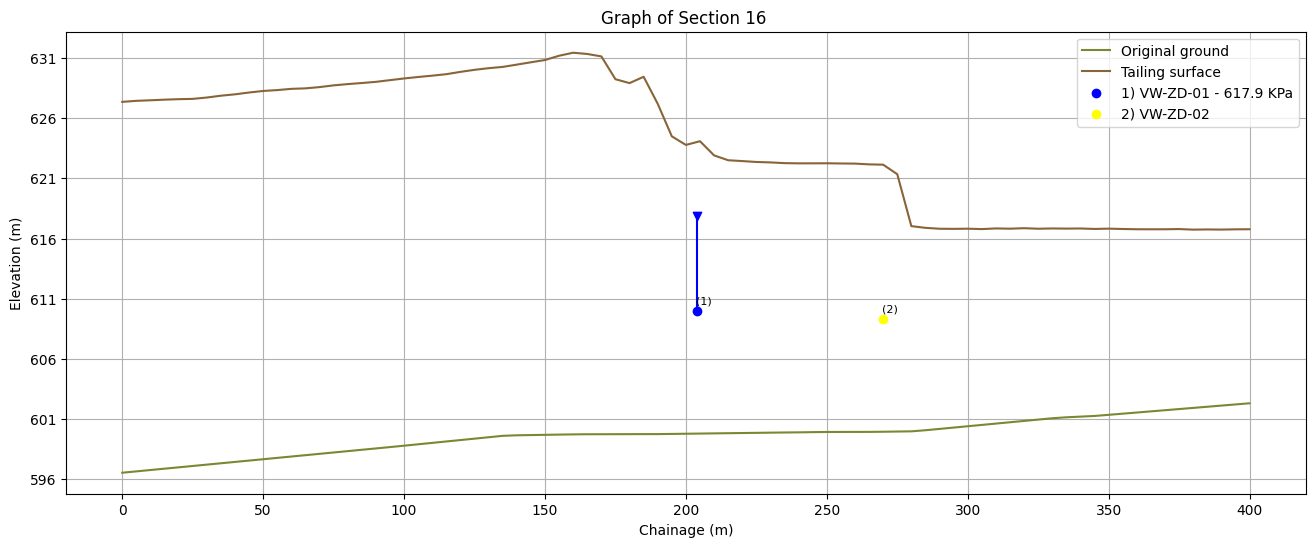 Graph of Section 16
Original ground
Tailing surface
1) VW-ZD-01 - 617.9 KPa
2) VW-ZD-02
631
626
621
616
611
606
601
596
Elevation (m)
(1)
(2)
0 50 100 150 200 250 300 350 400
Chainage (m)